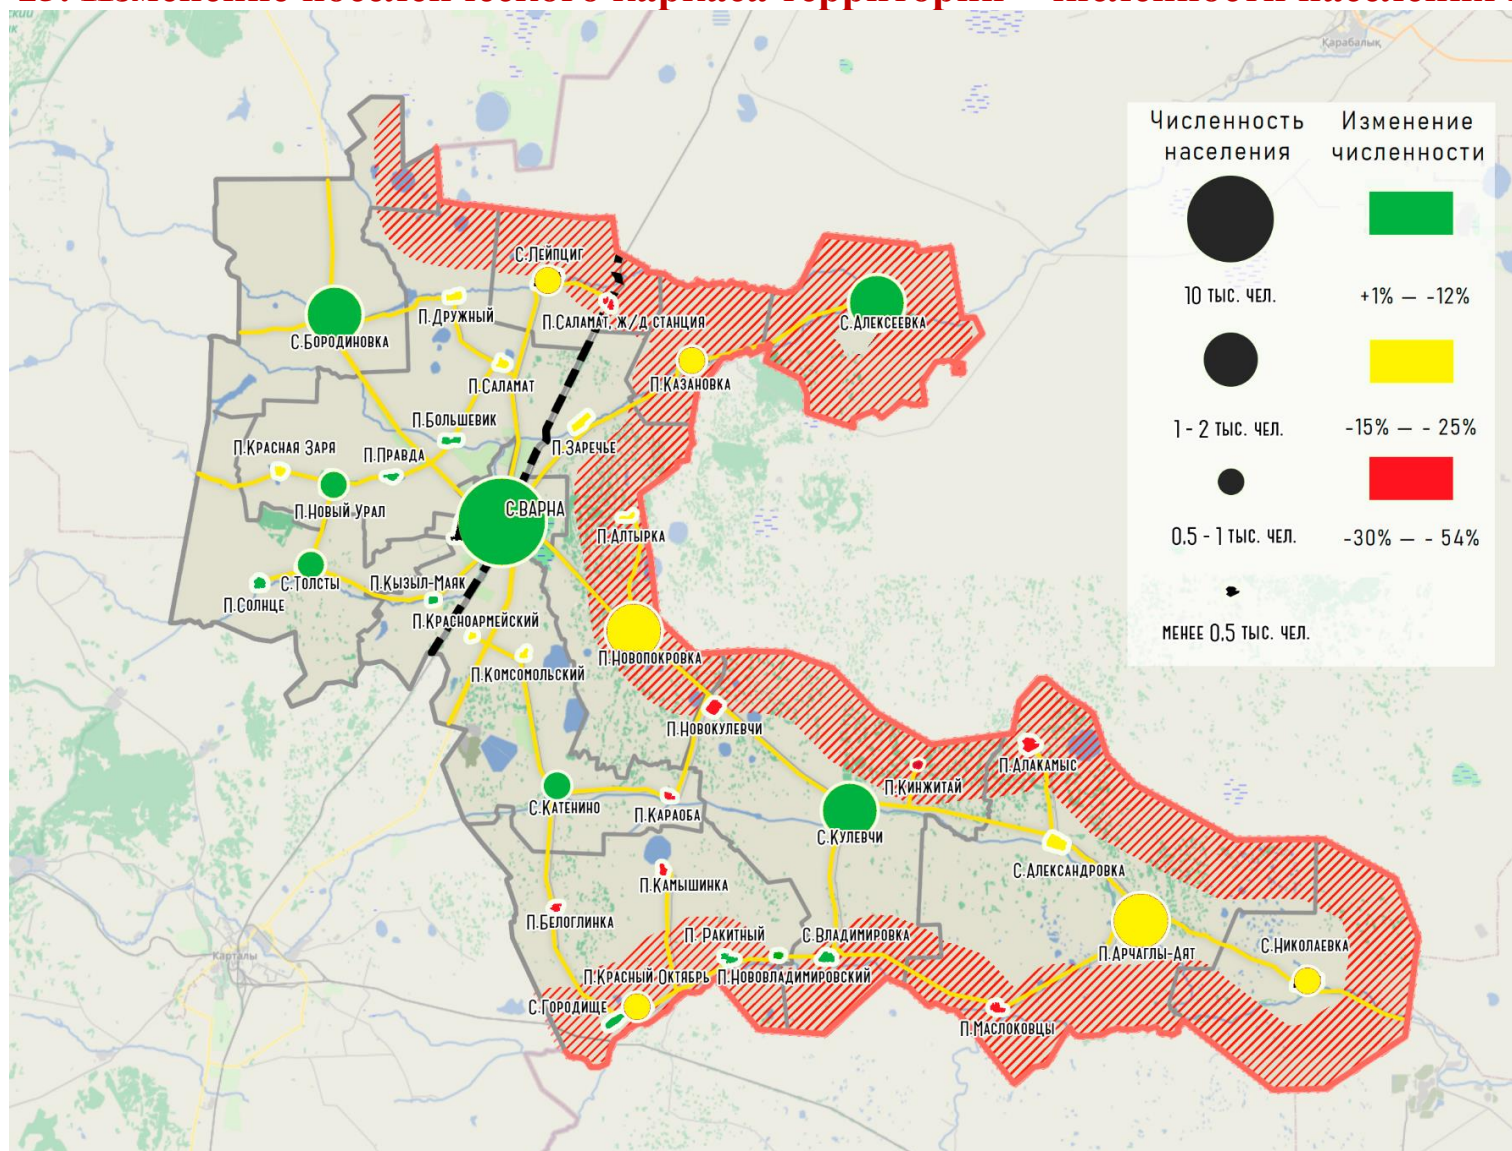 Қарабалық
Численность
населения
Изменение
численности
10 тыс. чел.
+1% — -12%
1 - 2 тыс. чел.
-15% — - 25%
0.5 - 1 тыс. чел.
-30% — - 54%
менее 0.5 тыс. чел.
с.Лейпциг
п.Дружный
п.Саламат, ж/д станция
с.Алексеевка
с.Бородиновка
п.Саламат
п.Казановка
п.Большевик
п.Красная Заря
п.Правда
п.Заречье
п.Новый Урал
с.ВАРНА
п.Алтырка
с.Толсты
п.Кызыл-Маяк
п.Солнце
п.Красноармейский
п.Новопокровка
п.Комсомольский
п.Новокулевчи
п.Алакамыс
п.Кинжитай
с.Катенино
п.Караоба
с.Кулевчи
с.Александровка
п.Камышинка
п.Белоглинка
п. Ракитный
с.Владимировка
с.Николаевка
п.Арчаглы-Аят
Карталы
п.Красный Октябрь
п.Нововладимировский
с.Городище
п.Маслоковцы